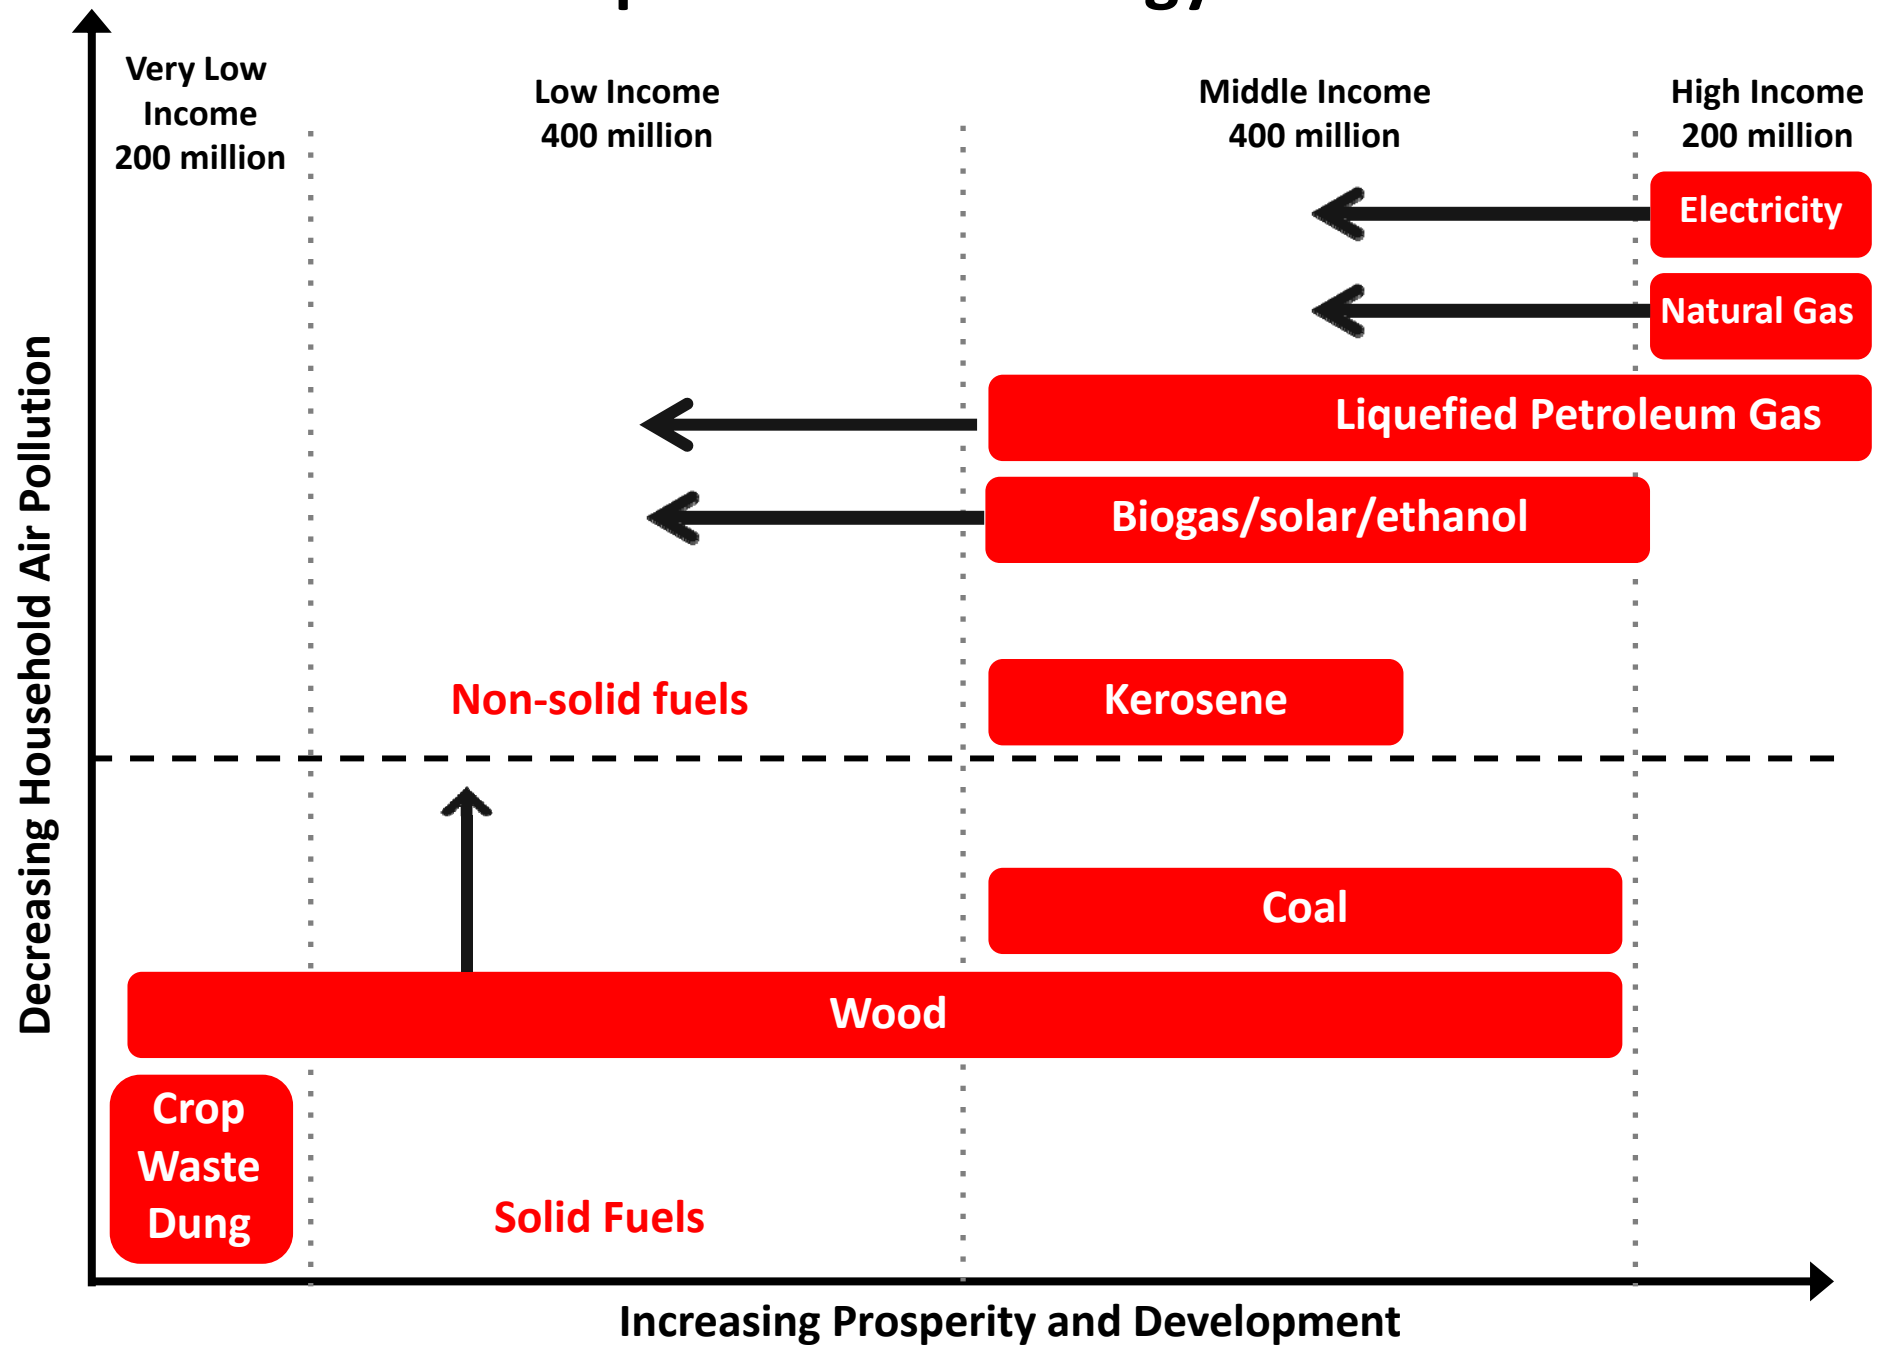 Very Low
Income
200 million
Low Income
400 million
Middle Income
400 million
High Income
200 million
Electricity
Natural Gas
Liquefied Petroleum Gas
Biogas/solar/ethanol
Non-solid fuels
Kerosene
Coal
Wood
Crop
Waste
Dung
Solid Fuels
Decreasing Household Air Pollution
Increasing Prosperity and Development